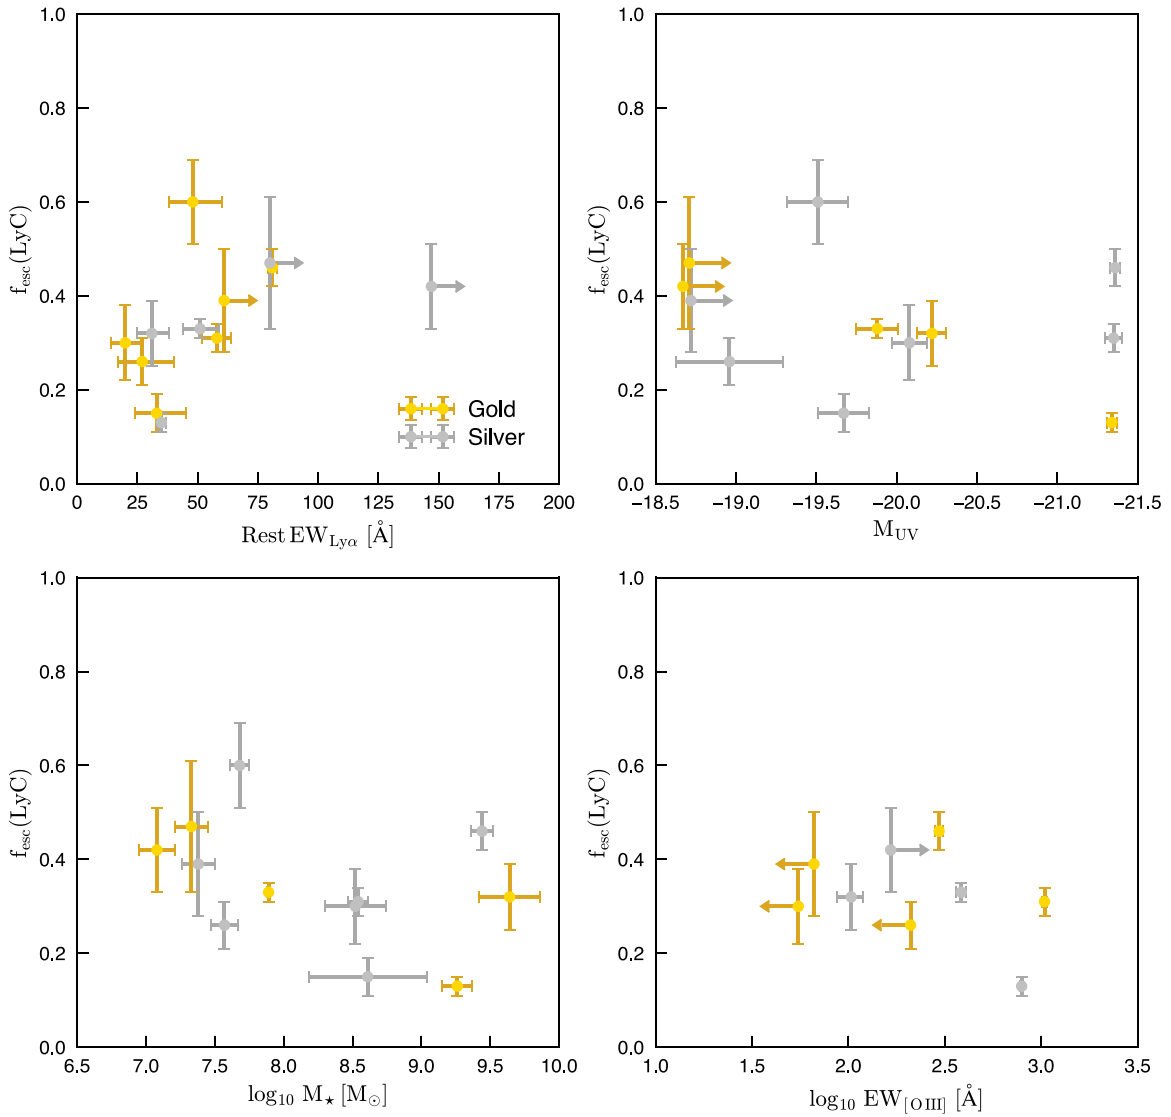 1.0
0.8
0.6
0.4
0.2
0.0
f_esc(LyC)
0 25 50 75 100 125 150 175 200
Rest EW_Lyα [Å]
Gold
Silver
1.0
0.8
0.6
0.4
0.2
0.0
f_esc(LyC)
−18.5 −19.0 −19.5 −20.0 −20.5 −21.0 −21.5
M_UV
1.0
0.8
0.6
0.4
0.2
0.0
f_esc(LyC)
6.5 7.0 7.5 8.0 8.5 9.0 9.5 10.0
log₁₀ M⋆ [M⊙]
1.0
0.8
0.6
0.4
0.2
0.0
f_esc(LyC)
1.0 1.5 2.0 2.5 3.0 3.5
log₁₀ EW_[OIII] [Å]